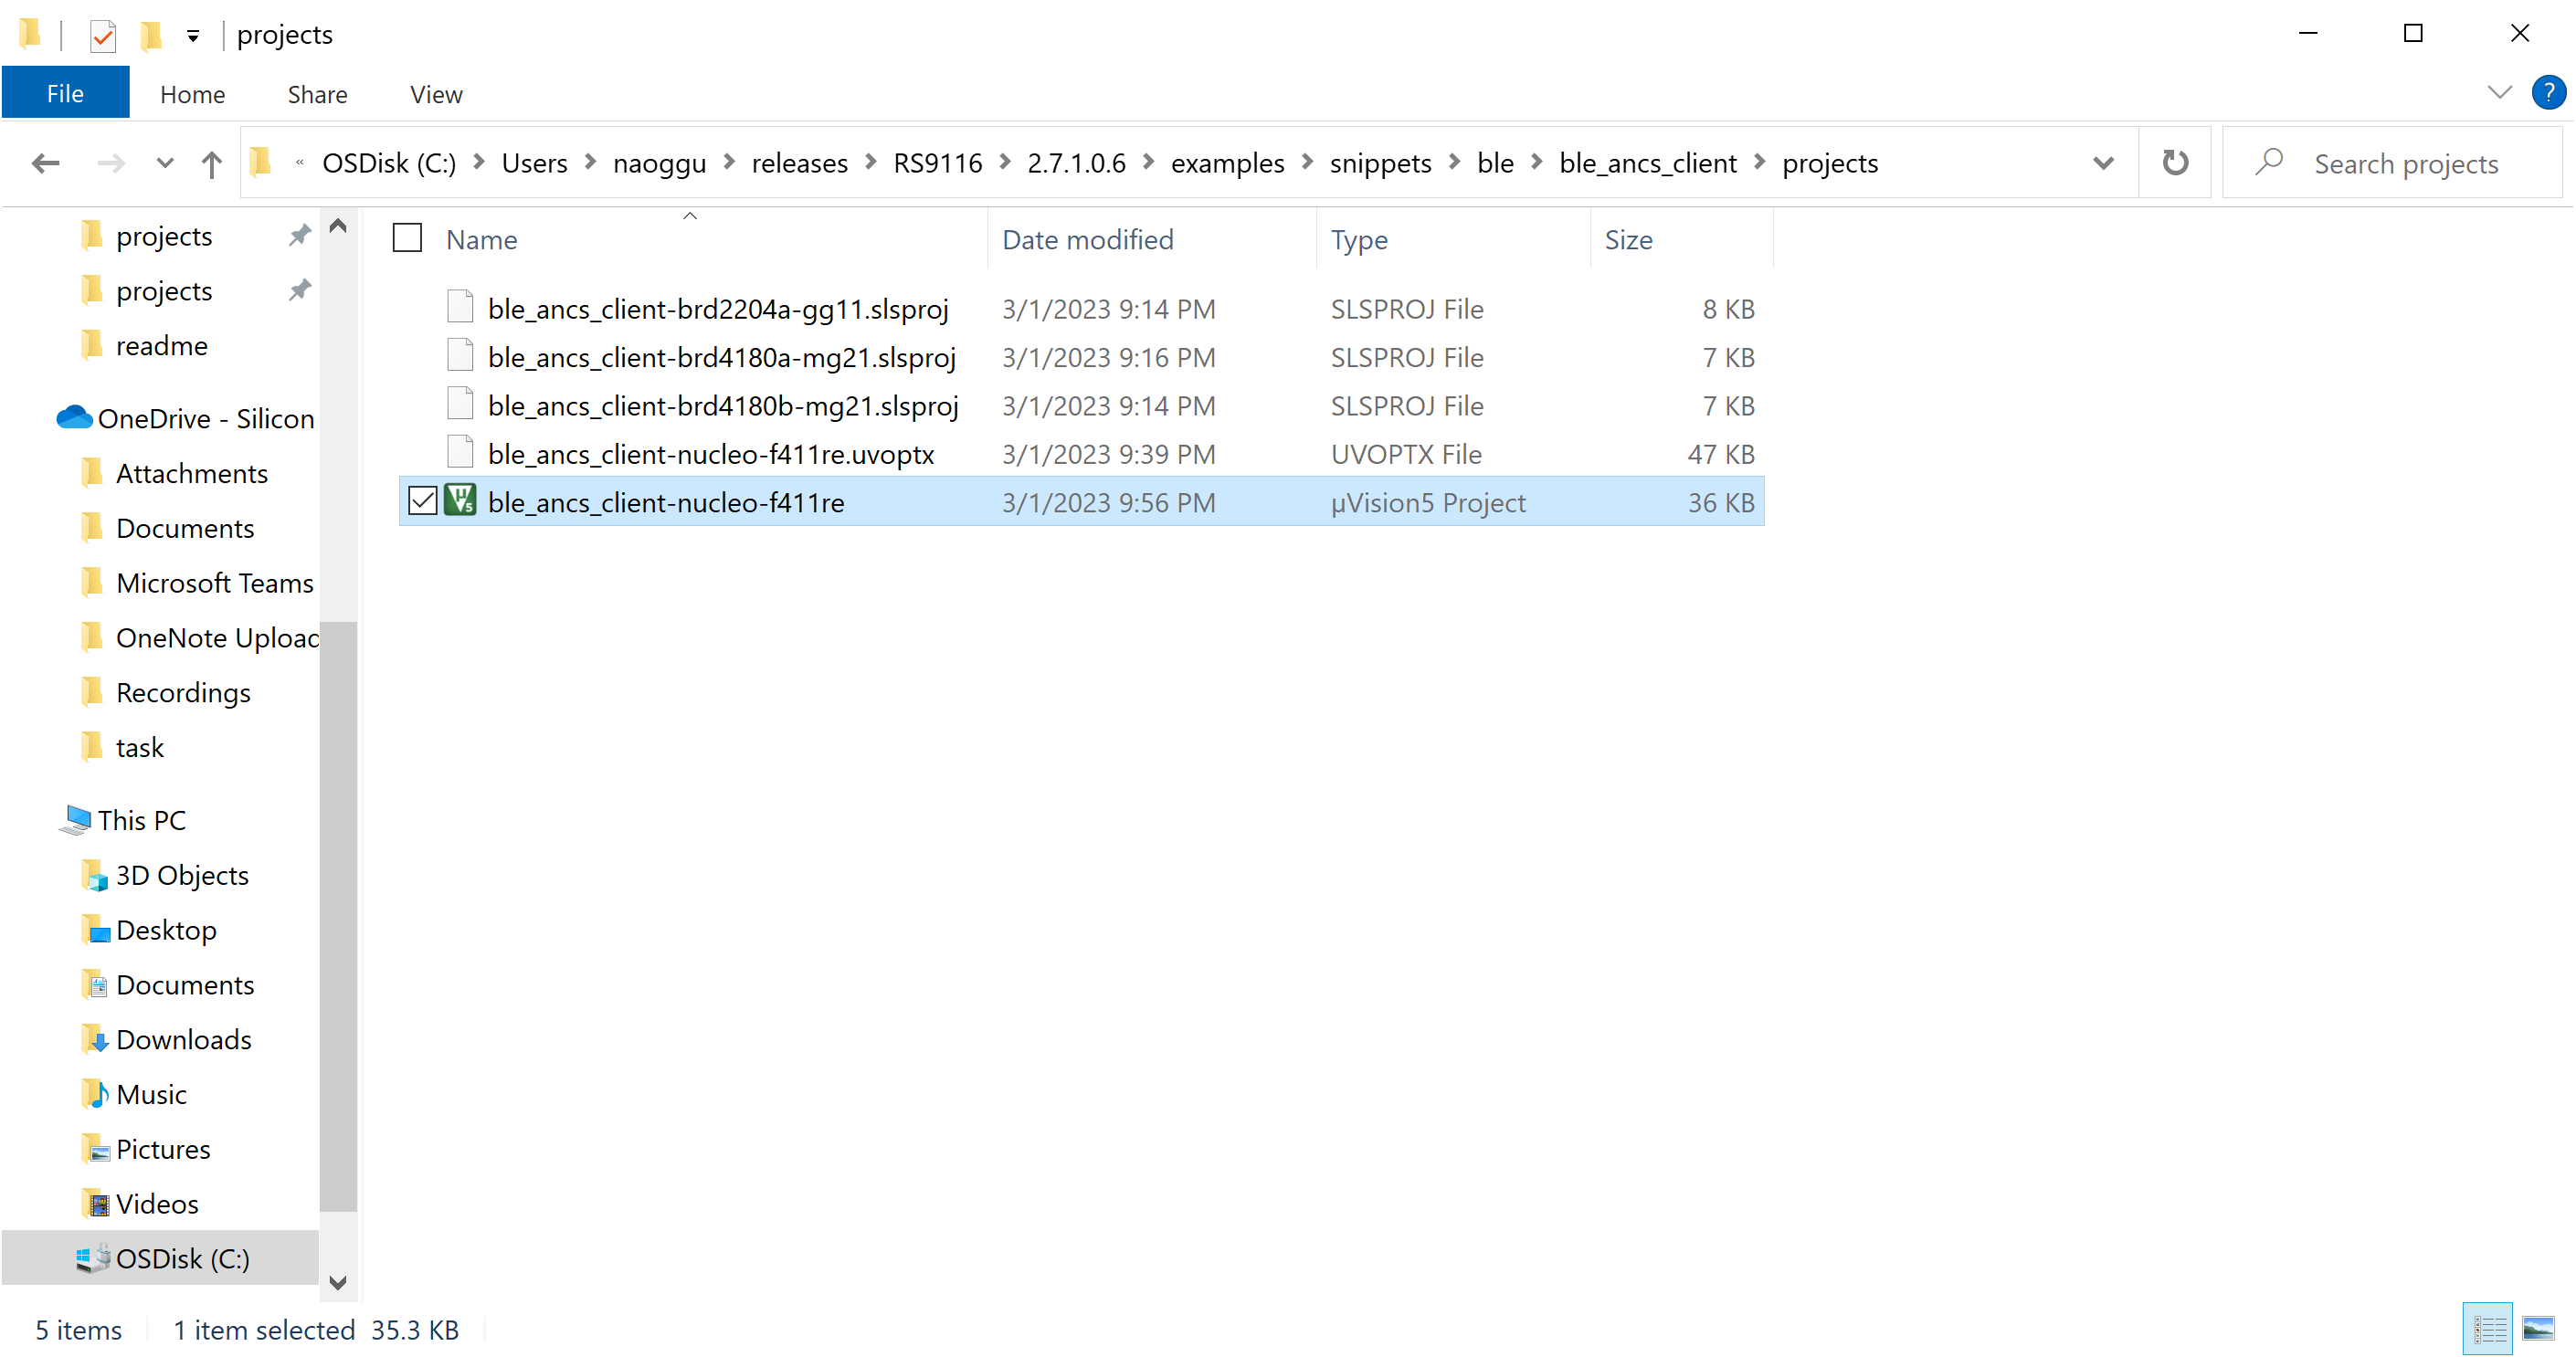 projects
File Home Share View
« OSDisk (C:) > Users > naoggu > releases > RS9116 > 2.7.1.0.6 > examples > snippets > ble > ble_ancs_client > projects
Search projects
projects
projects
readme
OneDrive - Silicon
Attachments
Documents
Microsoft Teams
OneNote Upload
Recordings
task
This PC
3D Objects
Desktop
Documents
Downloads
Music
Pictures
Videos
OSDisk (C:)
Name Date modified Type Size
ble_ancs_client-brd2204a-gg11.slsproj 3/1/2023 9:14 PM SLSPROJ File 8 KB
ble_ancs_client-brd4180a-mg21.slsproj 3/1/2023 9:16 PM SLSPROJ File 7 KB
ble_ancs_client-brd4180b-mg21.slsproj 3/1/2023 9:14 PM SLSPROJ File 7 KB
ble_ancs_client-nucleo-f411re.uvoptx 3/1/2023 9:39 PM UVOPTX File 47 KB
ble_ancs_client-nucleo-f411re 3/1/2023 9:56 PM µVision5 Project 36 KB
5 items 1 item selected 35.3 KB